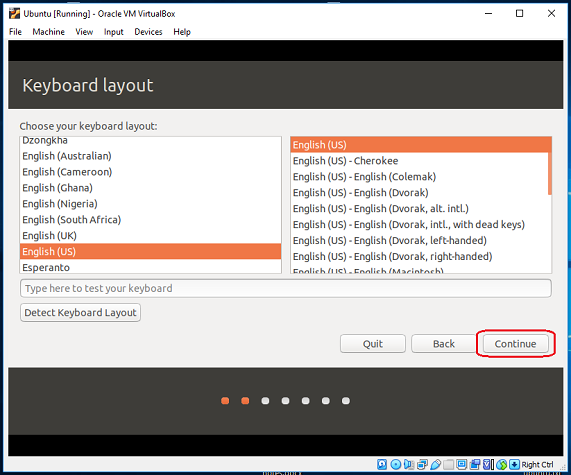 Ubuntu [Running] - Oracle VM VirtualBox
File Machine View Input Devices Help
Keyboard layout
Choose your keyboard layout:
Dzongkha
English (Australian)
English (Cameroon)
English (Ghana)
English (Nigeria)
English (South Africa)
English (UK)
English (US)
Esperanto
English (US)
English (US) - Cherokee
English (US) - English (Colemak)
English (US) - English (Dvorak)
English (US) - English (Dvorak, alt. intl.)
English (US) - English (Dvorak, intl., with dead keys)
English (US) - English (Dvorak, left-handed)
English (US) - English (Dvorak, right-handed)
English (US) - English (Macintosh)
Type here to test your keyboard
Detect Keyboard Layout
Quit Back Continue
Right Ctrl